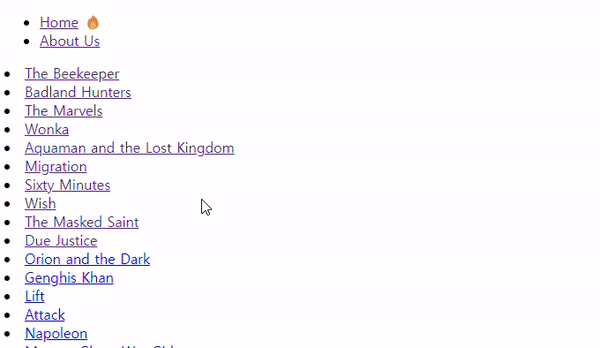 Home 🔥
About Us
The Beekeeper
Badland Hunters
The Marvels
Wonka
Aquaman and the Lost Kingdom
Migration
Sixty Minutes
Wish
The Masked Saint
Due Justice
Orion and the Dark
Genghis Khan
Lift
Attack
Napoleon